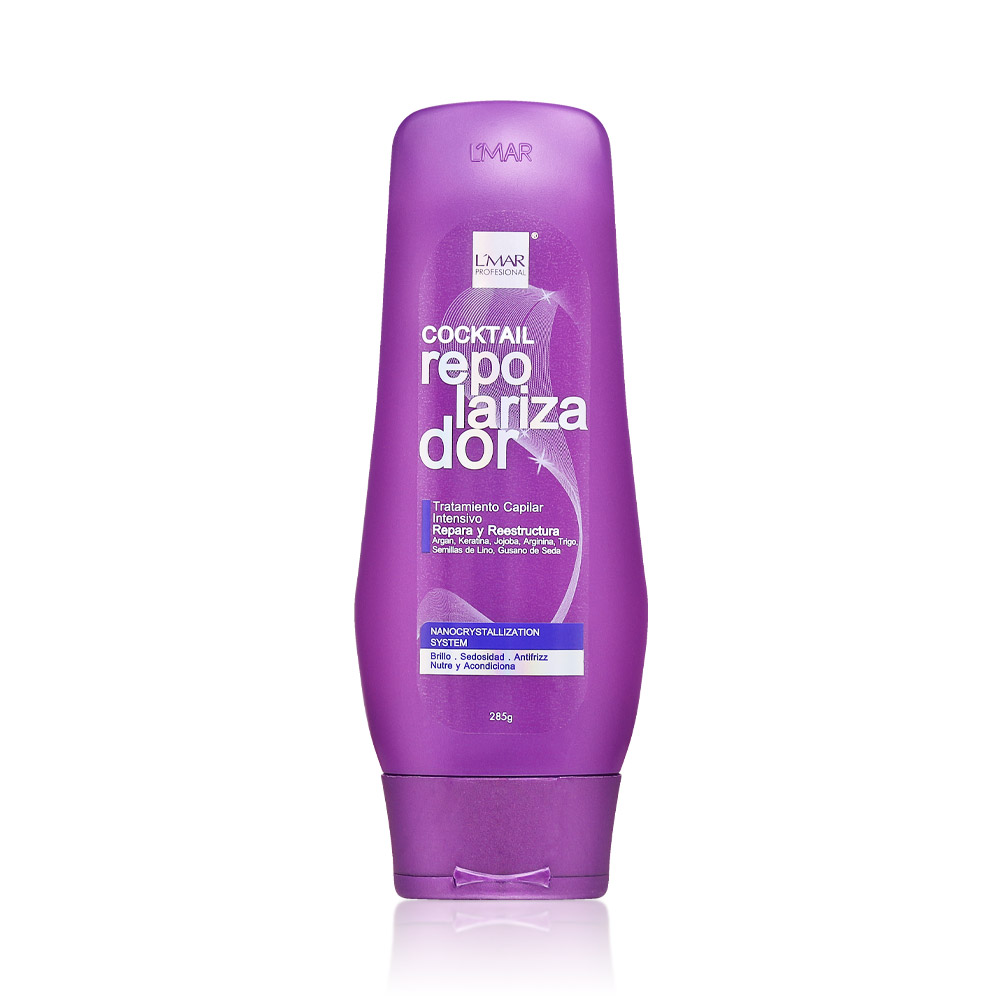 L'MAR
L'MAR
PROFESIONAL
®
COCKTAIL
repo
lariza
dor
Tratamiento Capilar
Intensivo
Repara y Reestructura
Argan, Keratina, Jojoba, Arginina, Trigo,
Semillas de Lino, Gusano de Seda
NANOCRYSTALLIZATION
SYSTEM
Brillo . Sedosidad . Antifrizz
Nutre y Acondiciona
285g